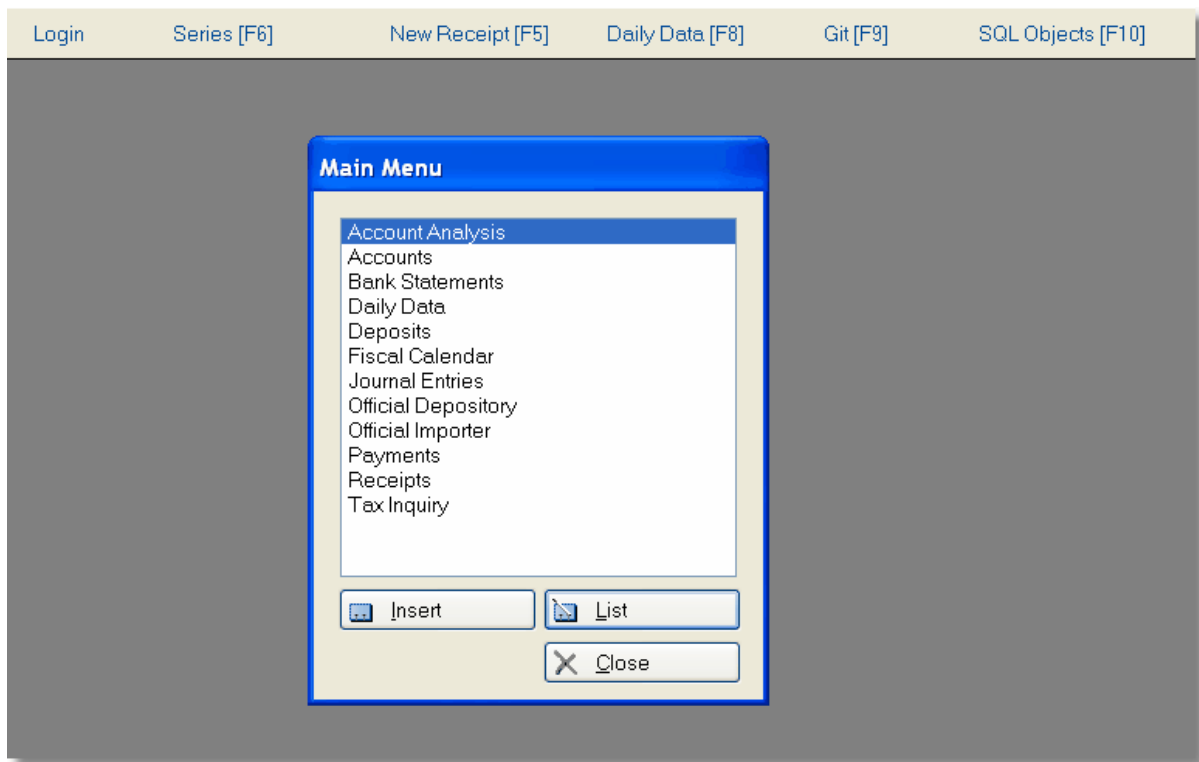 Login Series [F6] New Receipt [F5] Daily Data [F8] Git [F9] SQL Objects [F10]
Main Menu
Account Analysis
Accounts
Bank Statements
Daily Data
Deposits
Fiscal Calendar
Journal Entries
Official Depository
Official Importer
Payments
Receipts
Tax Inquiry
Insert List
Close